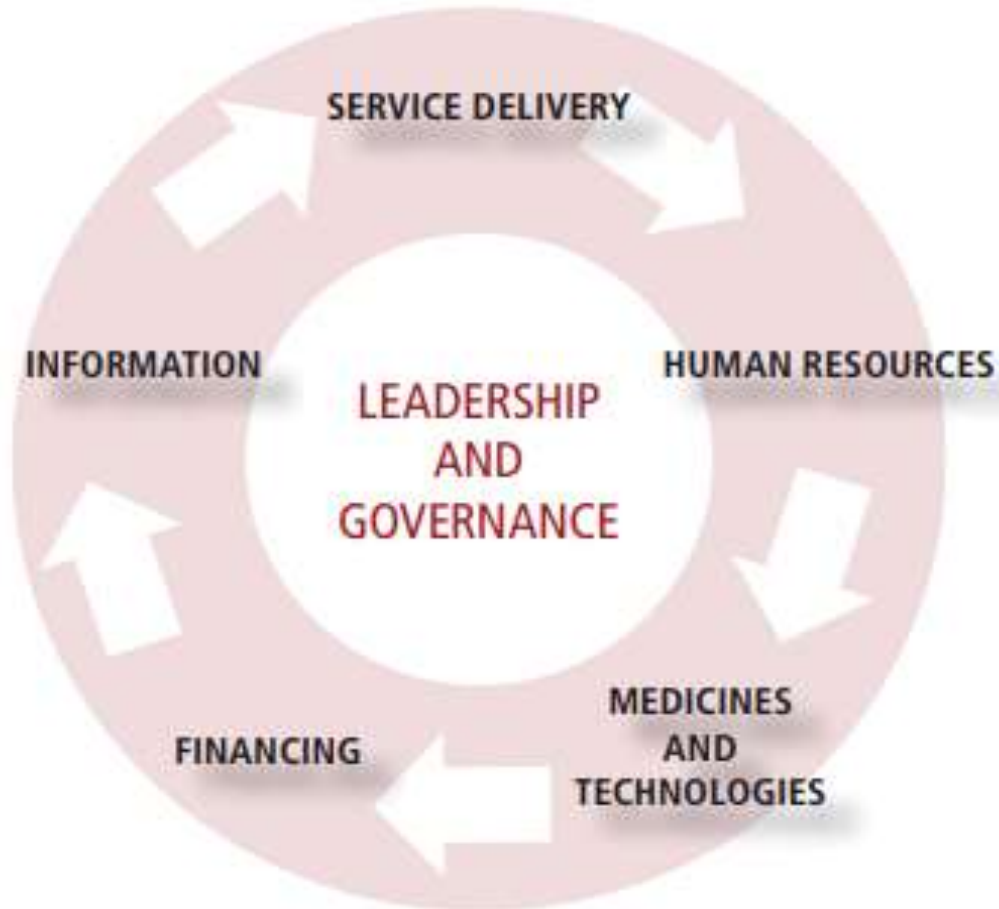 SERVICE DELIVERY
INFORMATION
HUMAN RESOURCES
LEADERSHIP
AND
GOVERNANCE
FINANCING
MEDICINES
AND
TECHNOLOGIES